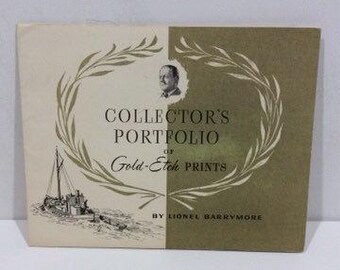 COLLECTOR'S
PORTFOLIO
OF
Gold-Etch PRINTS
BY LIONEL BARRYMORE